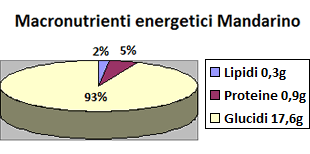 Macronutrienti energetici Mandarino
2% 5%
93%
Lipidi 0,3g
Proteine 0,9g
Glucidi 17,6g